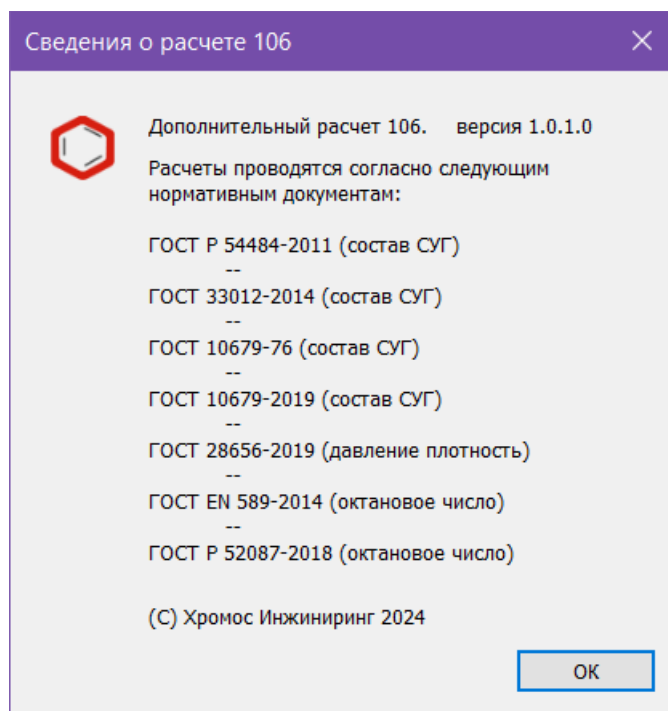 Сведения о расчете 106
Дополнительный расчет 106. версия 1.0.1.0
Расчеты проводятся согласно следующим
нормативным документам:
ГОСТ Р 54484-2011 (состав СУГ)
--
ГОСТ 33012-2014 (состав СУГ)
--
ГОСТ 10679-76 (состав СУГ)
--
ГОСТ 10679-2019 (состав СУГ)
--
ГОСТ 28656-2019 (давление плотность)
--
ГОСТ EN 589-2014 (октановое число)
--
ГОСТ Р 52087-2018 (октановое число)
(С) Хромос Инжиниринг 2024
ОК